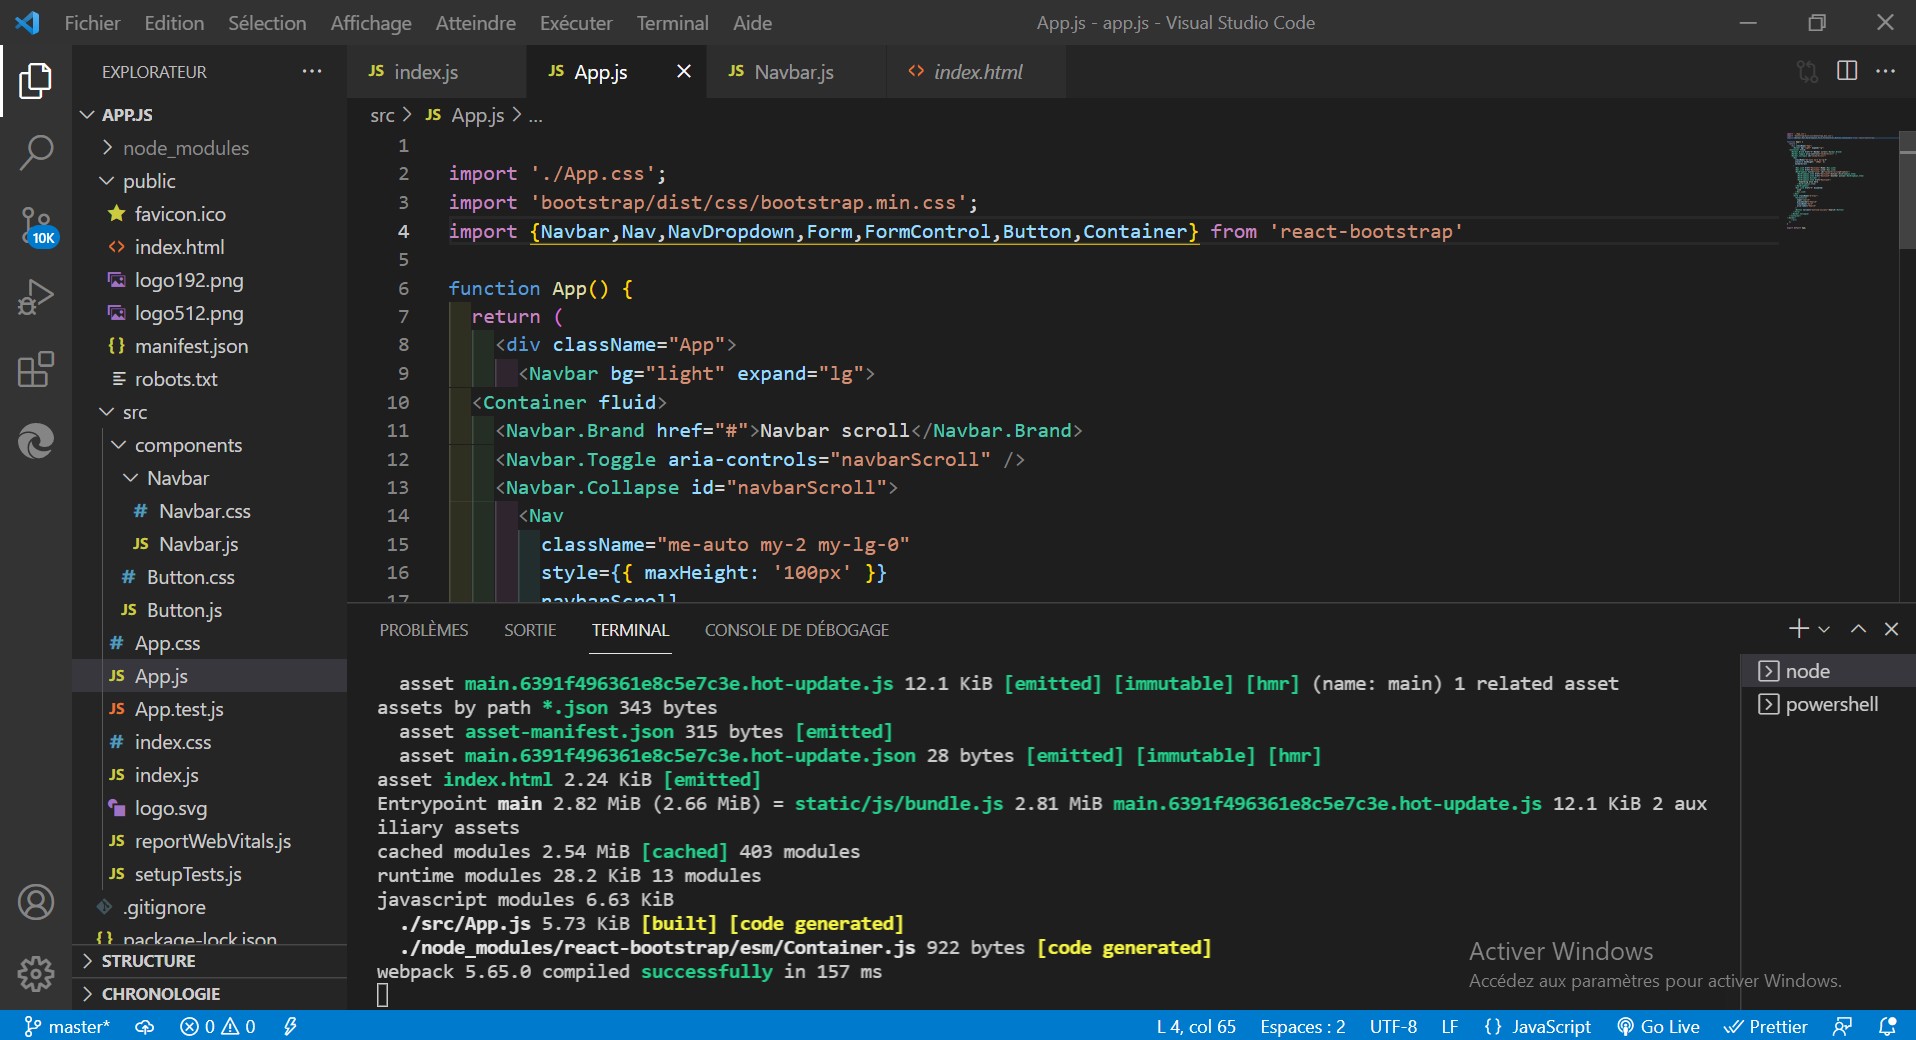 Fichier Edition Sélection Affichage Atteindre Exécuter Terminal Aide App.js - app.js - Visual Studio Code
EXPLORATEUR
APP.JS
node_modules
public
favicon.ico
index.html
logo192.png
logo512.png
manifest.json
robots.txt
src
components
Navbar
Navbar.css
Navbar.js
Button.css
Button.js
App.css
App.js
App.test.js
index.css
index.js
logo.svg
reportWebVitals.js
setupTests.js
.gitignore
package-lock.json
STRUCTURE
CHRONOLOGIE
10K
JS index.js JS App.js JS Navbar.js <> index.html
src > JS App.js > ...
1
2 import './App.css';
3 import 'bootstrap/dist/css/bootstrap.min.css';
4 import {Navbar,Nav,NavDropdown,Form,FormControl,Button,Container} from 'react-bootstrap'
5
6 function App() {
7 return (
8 <div className="App">
9 <Navbar bg="light" expand="lg">
10 <Container fluid>
11 <Navbar.Brand href="#">Navbar scroll</Navbar.Brand>
12 <Navbar.Toggle aria-controls="navbarScroll" />
13 <Navbar.Collapse id="navbarScroll">
14 <Nav
15 className="me-auto my-2 my-lg-0"
16 style={{ maxHeight: '100px' }}
17 navbarScroll
PROBLÈMES SORTIE TERMINAL CONSOLE DE DÉBOGAGE
node
powershell
asset main.6391f496361e8c5e7c3e.hot-update.js 12.1 KiB [emitted] [immutable] [hmr] (name: main) 1 related asset
assets by path *.json 343 bytes
asset asset-manifest.json 315 bytes [emitted]
asset main.6391f496361e8c5e7c3e.hot-update.json 28 bytes [emitted] [immutable] [hmr]
asset index.html 2.24 KiB [emitted]
Entrypoint main 2.82 MiB (2.66 MiB) = static/js/bundle.js 2.81 MiB main.6391f496361e8c5e7c3e.hot-update.js 12.1 KiB 2 aux
iliary assets
cached modules 2.54 MiB [cached] 403 modules
runtime modules 28.2 KiB 13 modules
javascript modules 6.63 KiB
./src/App.js 5.73 KiB [built] [code generated]
./node_modules/react-bootstrap/esm/Container.js 922 bytes [code generated]
webpack 5.65.0 compiled successfully in 157 ms
Activer Windows
Accédez aux paramètres pour activer Windows.
master* 0 0 L 4, col 65 Espaces : 2 UTF-8 LF {} JavaScript Go Live Prettier